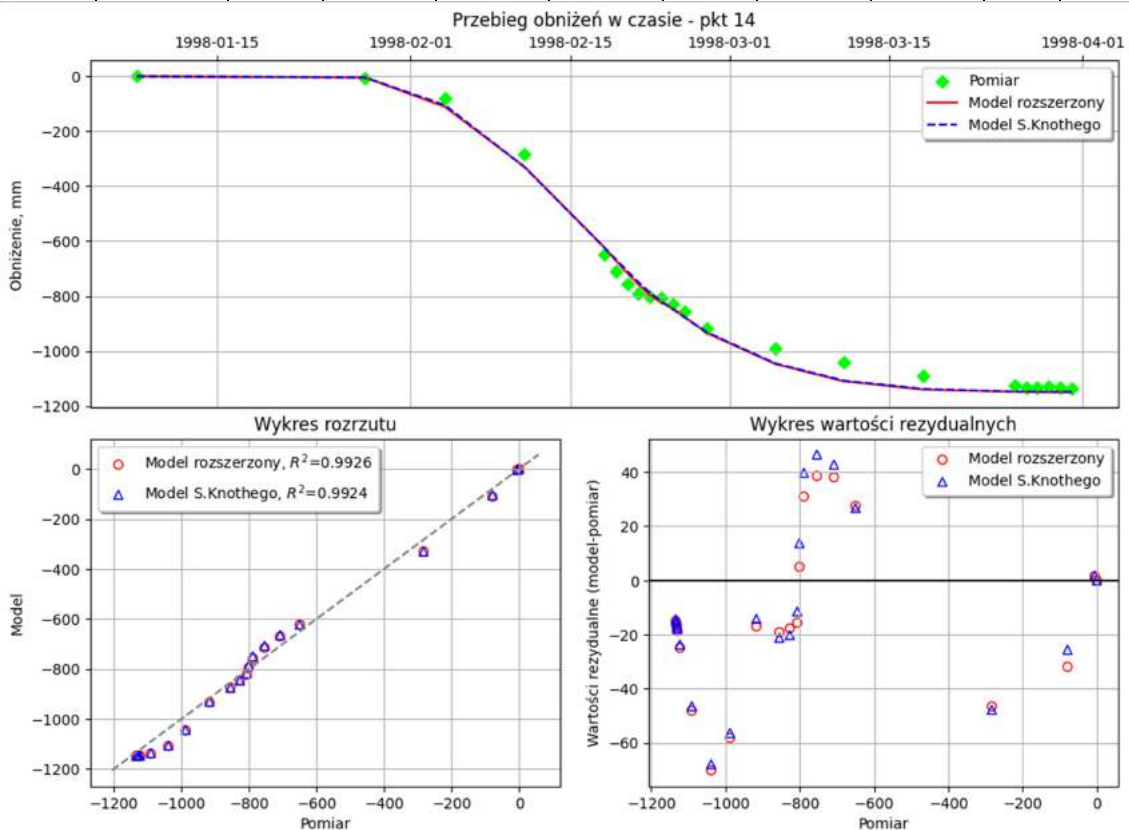 Przebieg obniżeń w czasie - pkt 14
1998-01-15 1998-02-01 1998-02-15 1998-03-01 1998-03-15 1998-04-01
0
−200
−400
−600
−800
−1000
−1200
Obniżenie, mm
Pomiar
Model rozszerzony
Model S.Knothego
Wykres rozrzutu
0
−200
−400
−600
−800
−1000
−1200
Model
Model rozszerzony, R²=0.9926
Model S.Knothego, R²=0.9924
−1200 −1000 −800 −600 −400 −200 0
Pomiar
Wykres wartości rezydualnych
40
20
0
−20
−40
−60
Wartości rezydualne (model-pomiar)
Model rozszerzony
Model S.Knothego
−1200 −1000 −800 −600 −400 −200 0
Pomiar